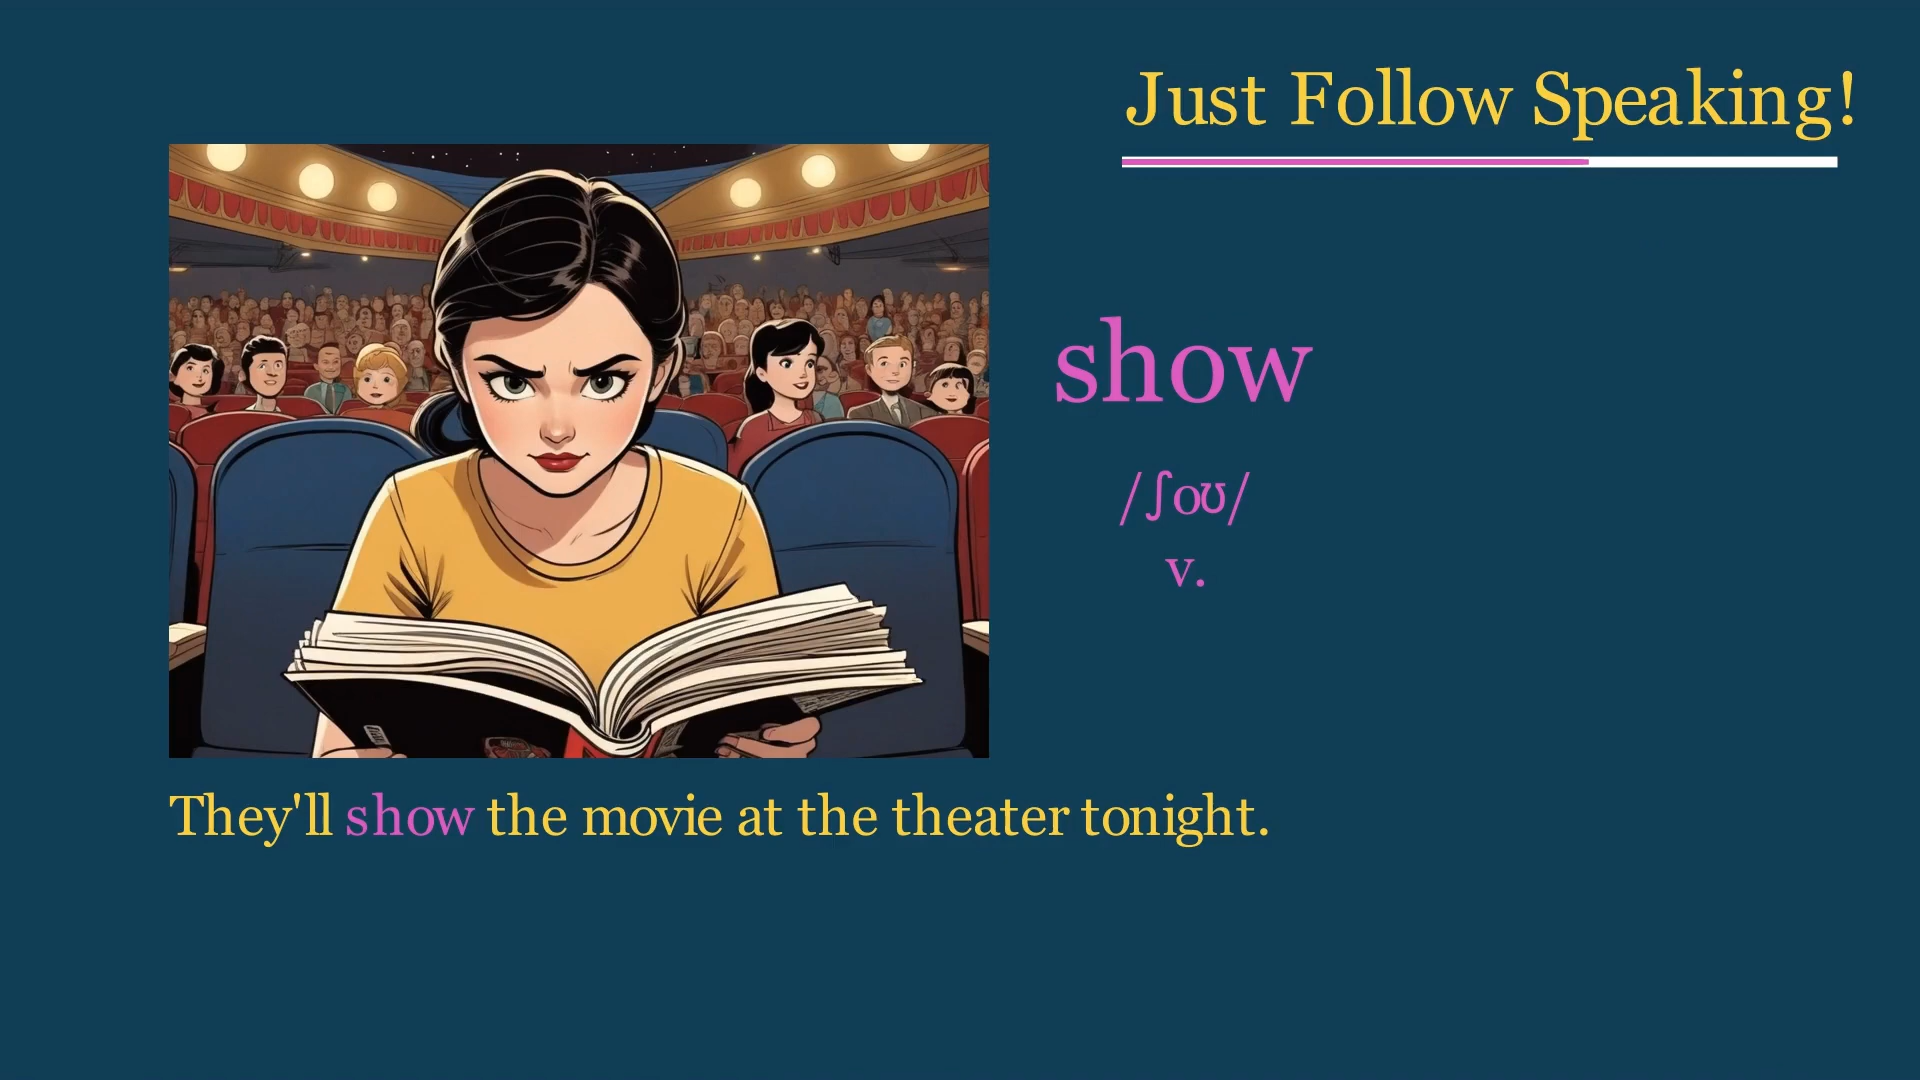 Just Follow Speaking!
show
/ʃoʊ/
v.
They'll show the movie at the theater tonight.